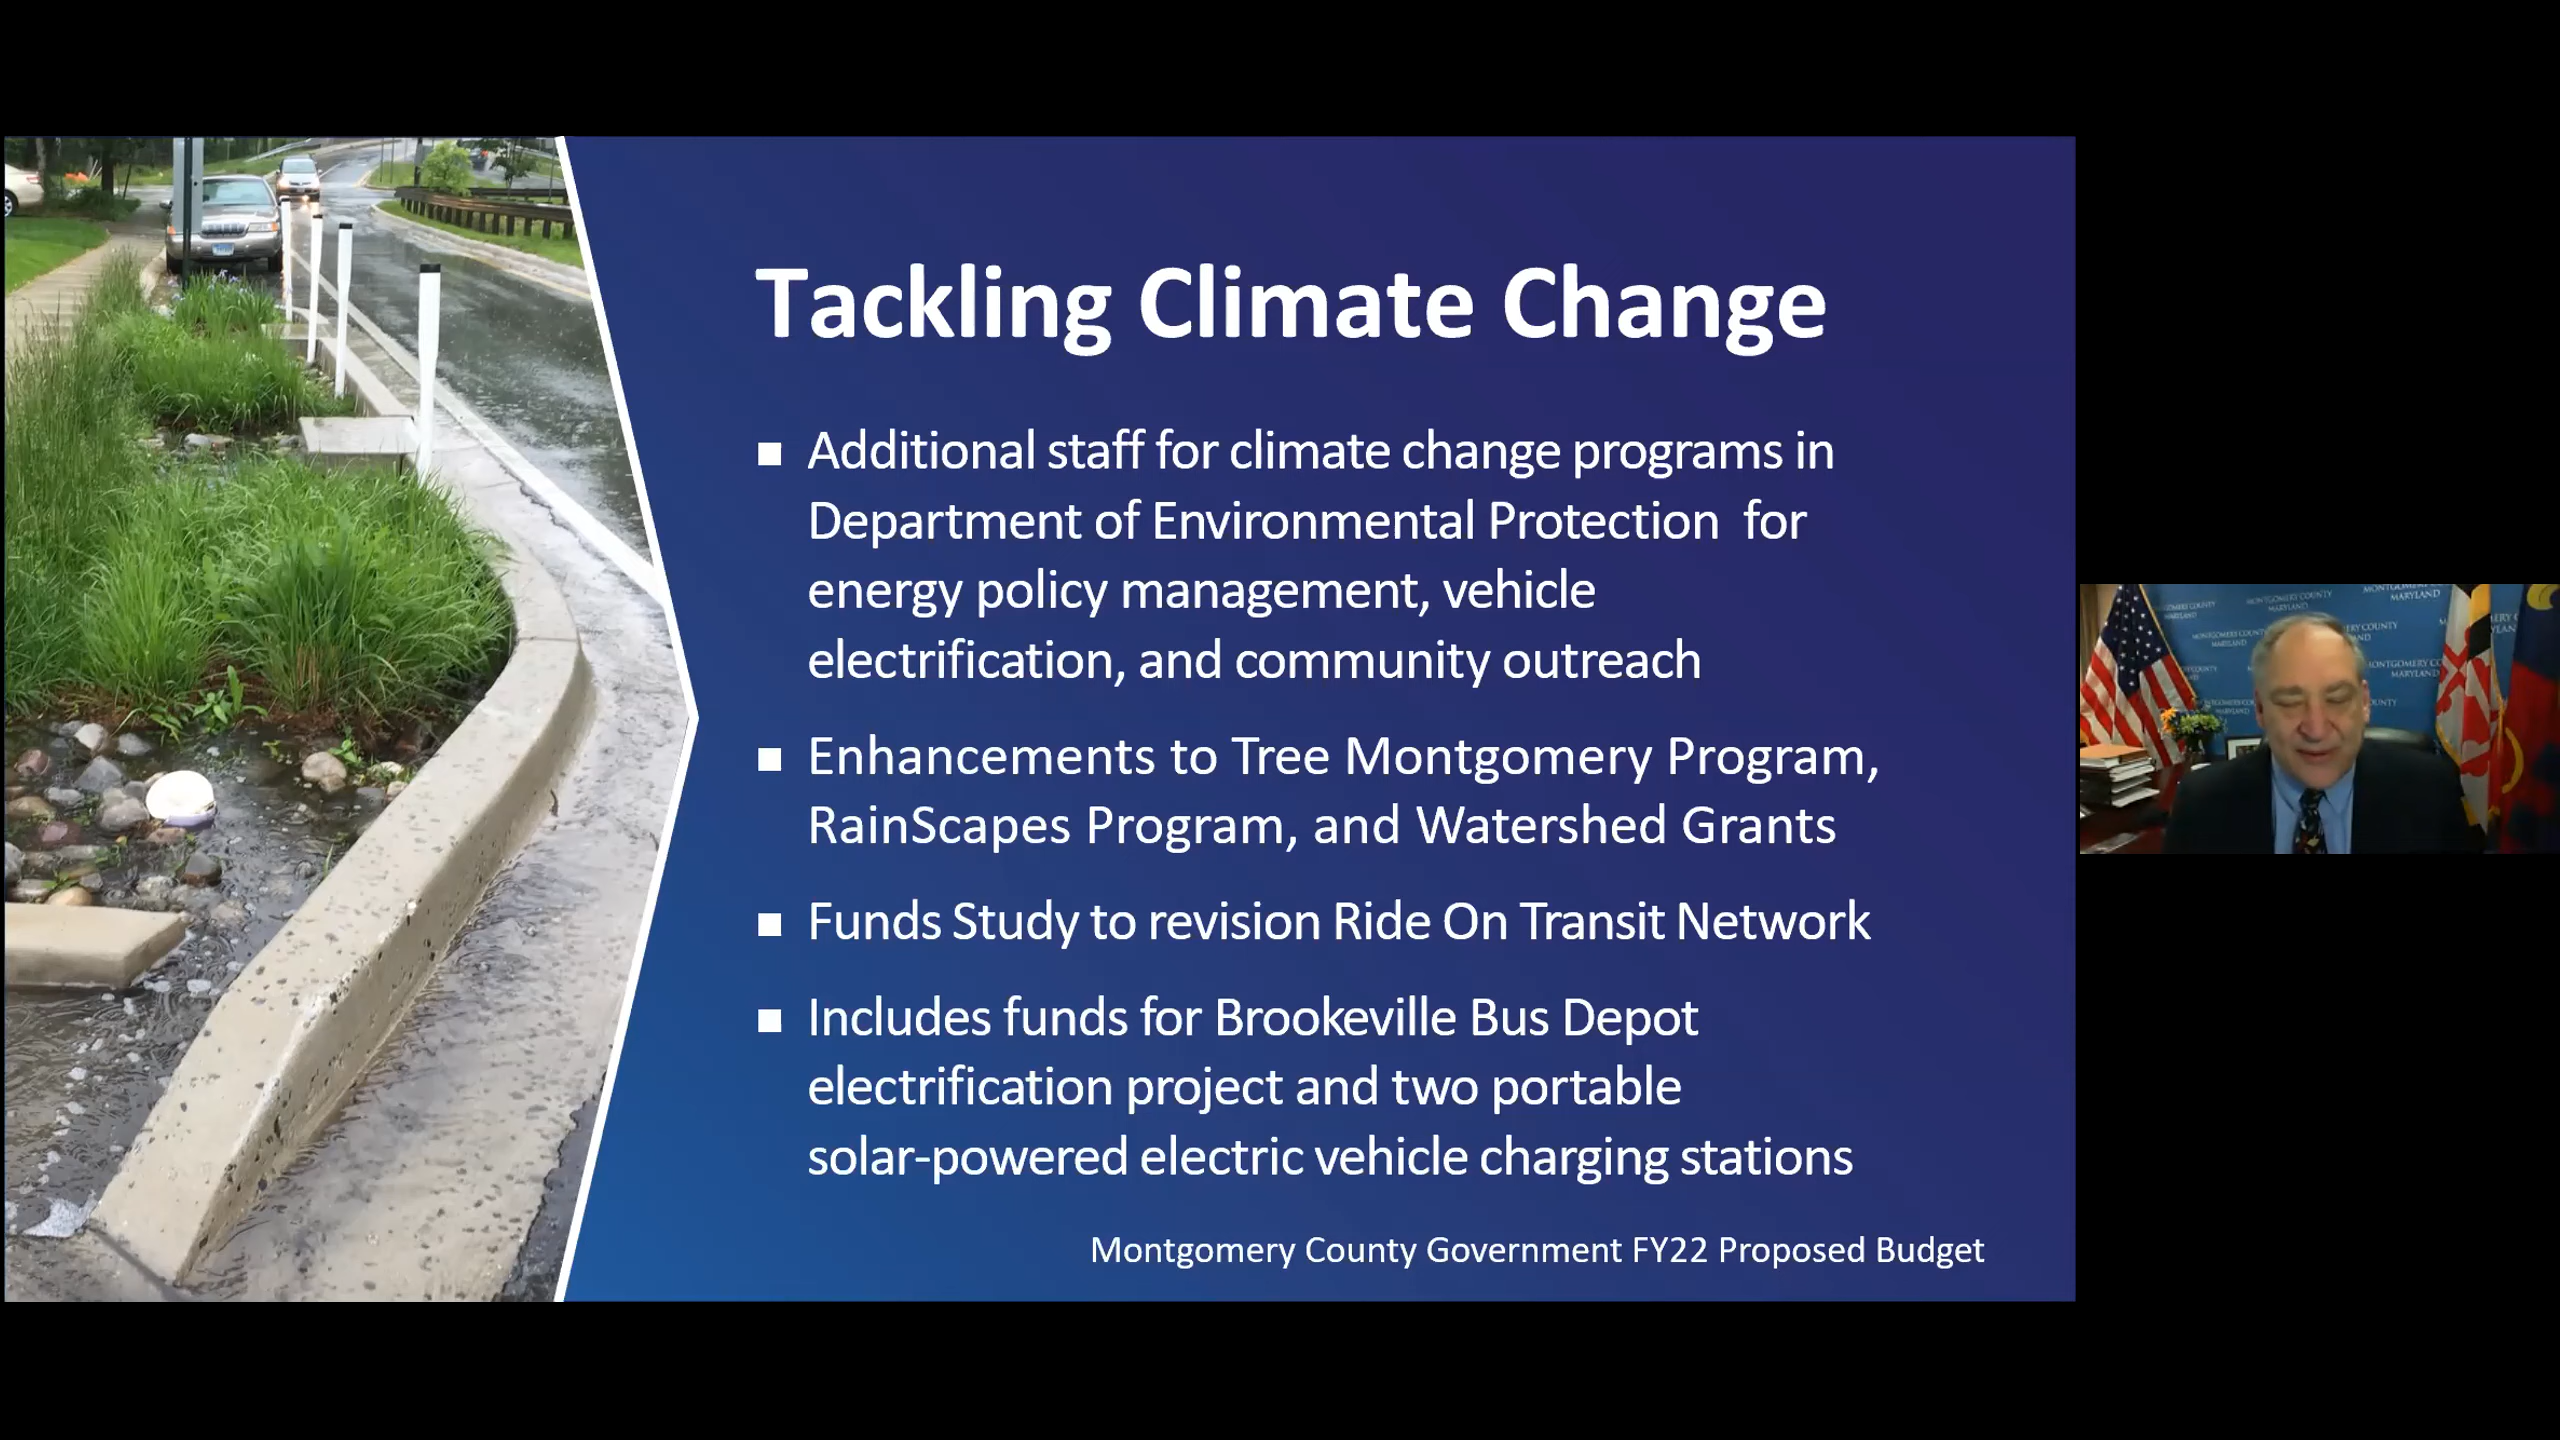 Tackling Climate Change
■ Additional staff for climate change programs in
Department of Environmental Protection  for
energy policy management, vehicle
electrification, and community outreach
■ Enhancements to Tree Montgomery Program,
RainScapes Program, and Watershed Grants
■ Funds Study to revision Ride On Transit Network
■ Includes funds for Brookeville Bus Depot
electrification project and two portable
solar-powered electric vehicle charging stations
Montgomery County Government FY22 Proposed Budget
MONTGOMERY COUNTY
MARYLAND